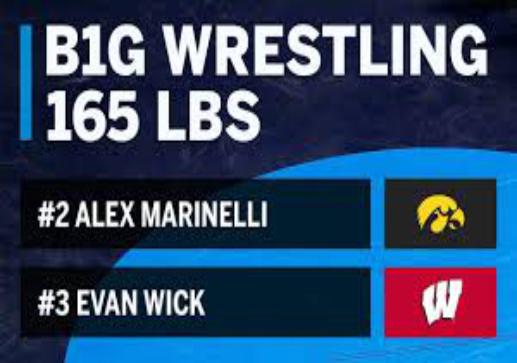 B1G WRESTLING
165 LBS
#2 ALEX MARINELLI
#3 EVAN WICK
W